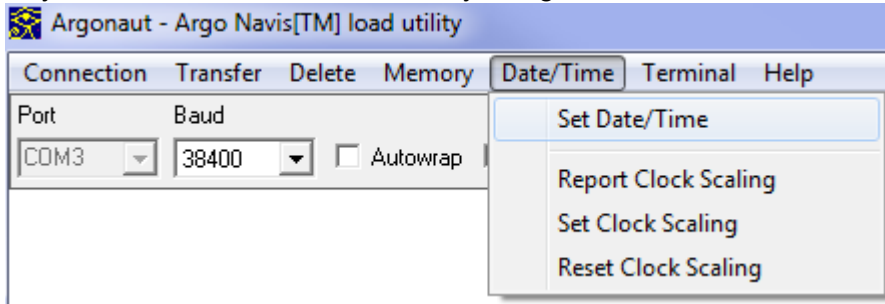 Argonaut - Argo Navis[TM] load utility
Connection Transfer Delete Memory Date/Time Terminal Help
Port Baud
COM3 38400 Autowrap
Set Date/Time
Report Clock Scaling
Set Clock Scaling
Reset Clock Scaling